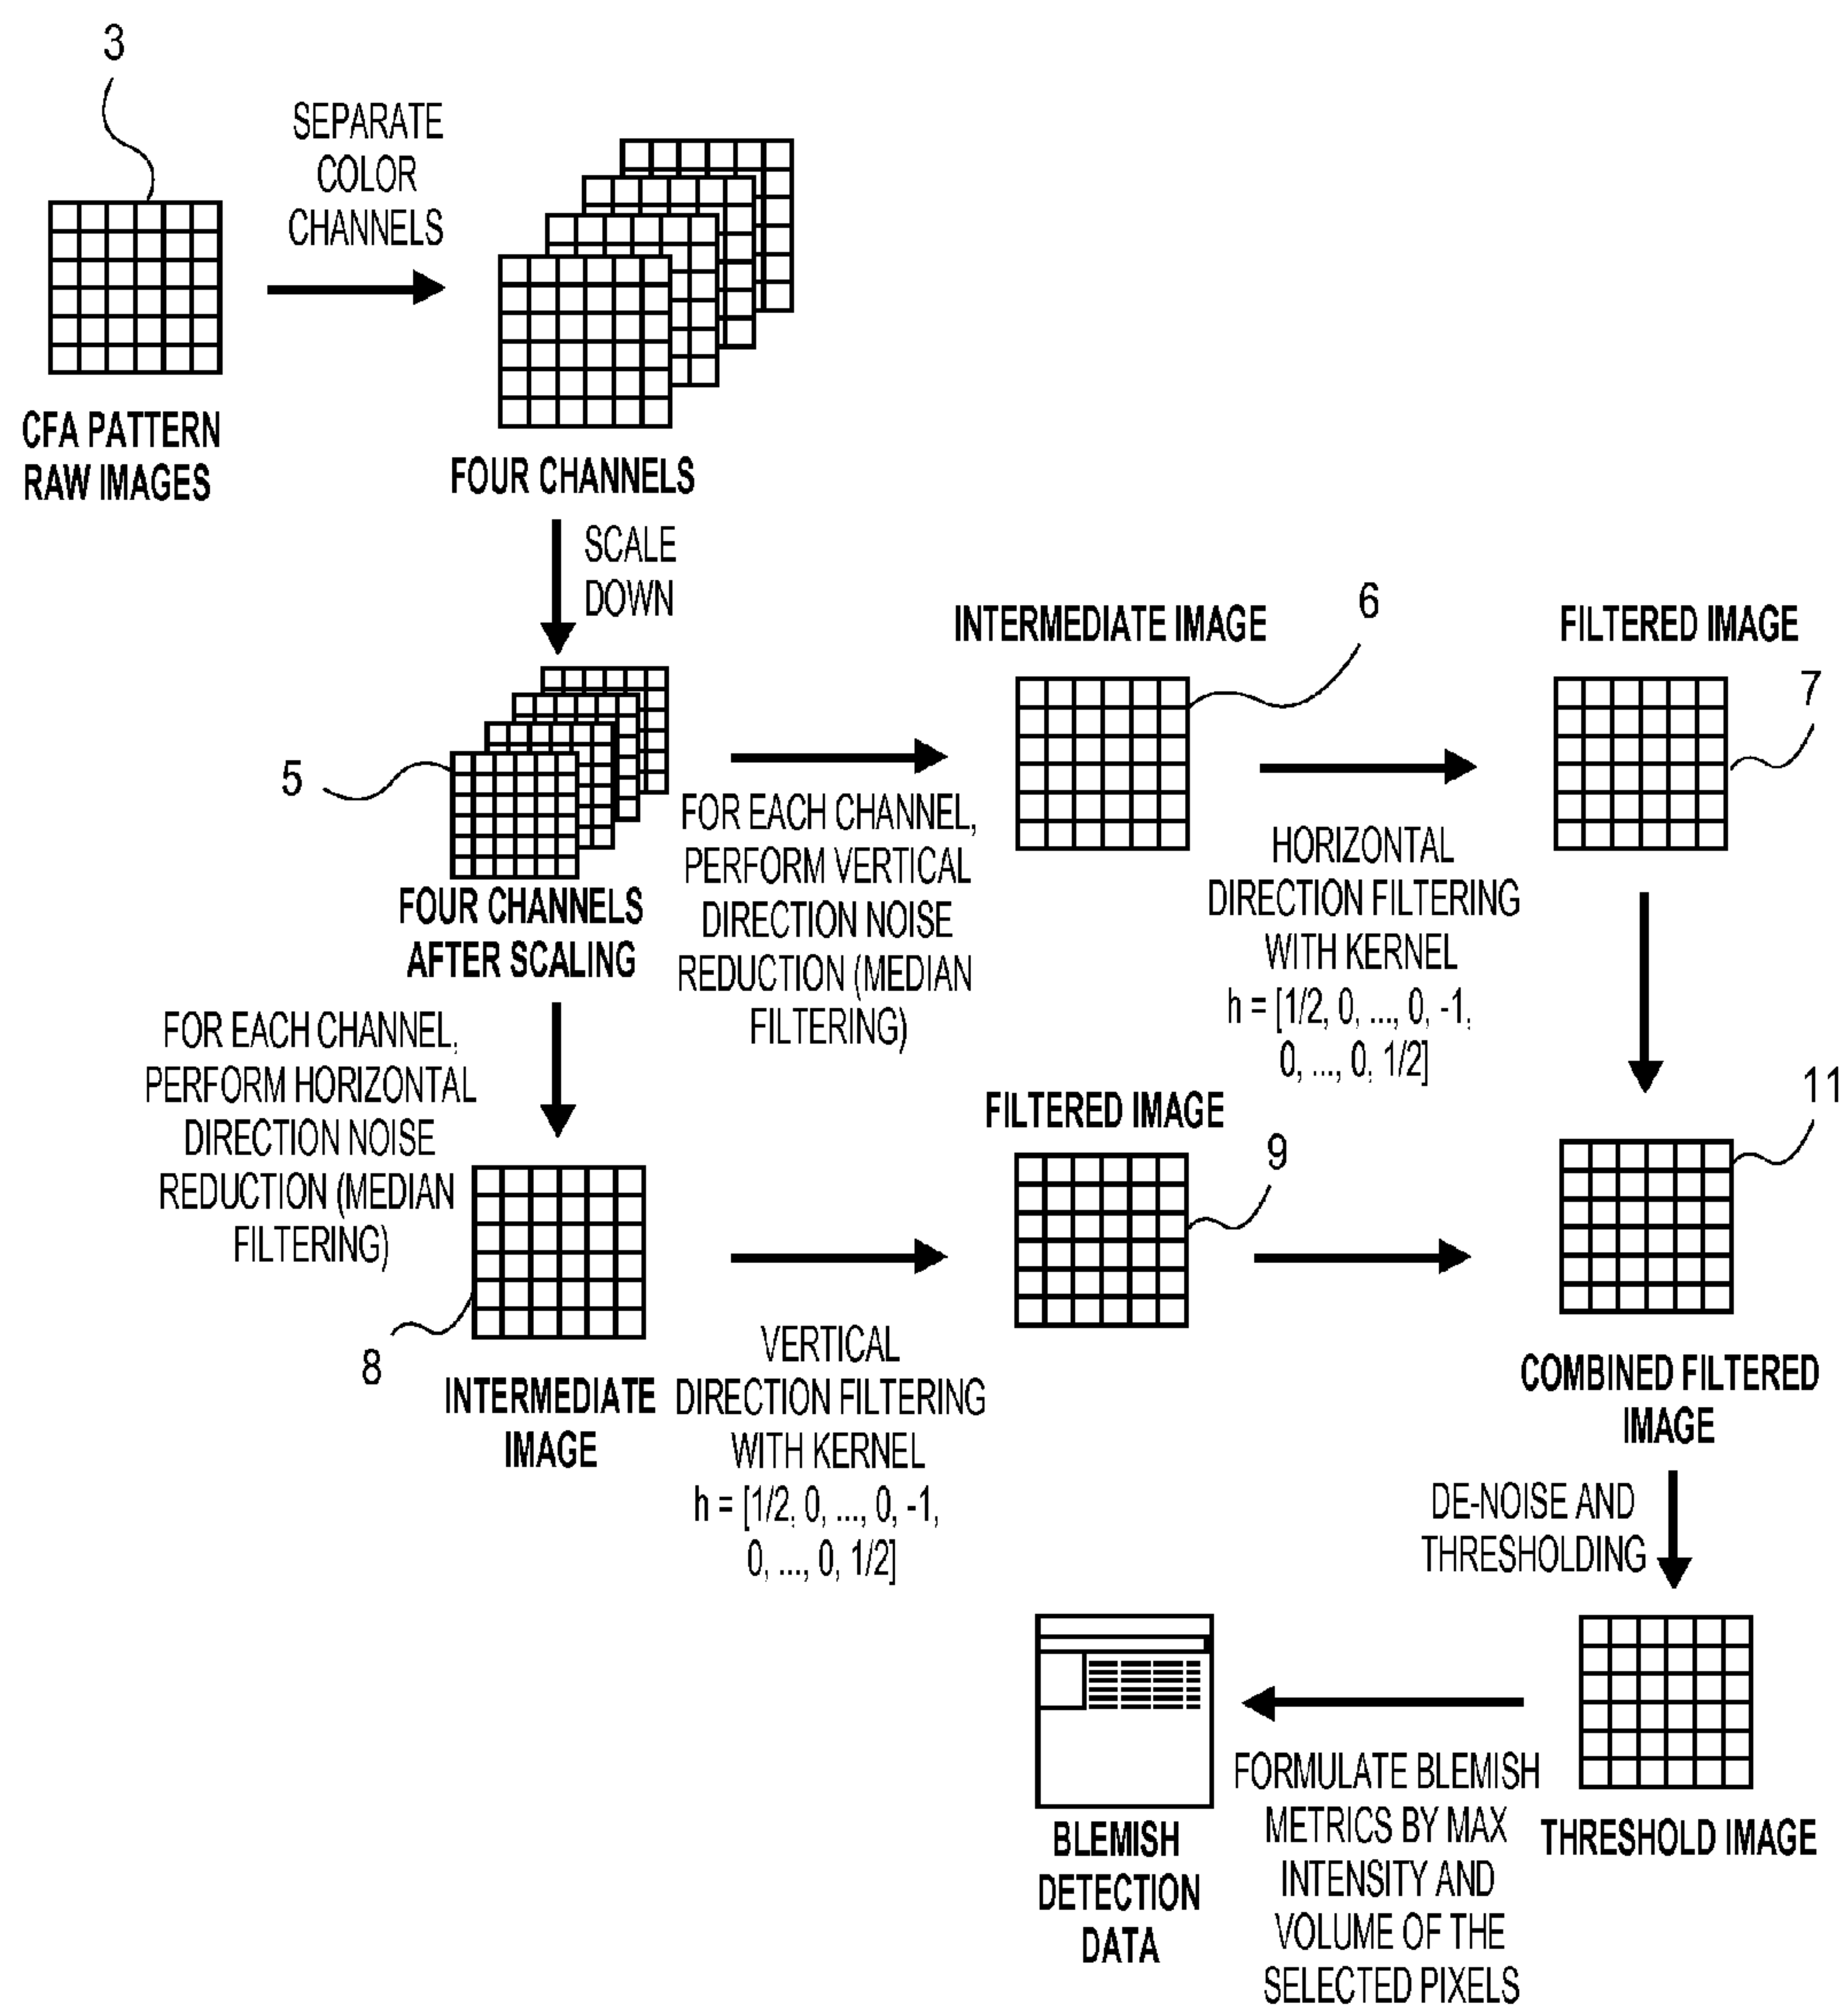 3
SEPARATE
COLOR
CHANNELS
CFA PATTERN
RAW IMAGES
FOUR CHANNELS
SCALE
DOWN
5
FOUR CHANNELS
AFTER SCALING
FOR EACH CHANNEL,
PERFORM VERTICAL
DIRECTION NOISE
REDUCTION (MEDIAN
FILTERING)
INTERMEDIATE IMAGE
6
HORIZONTAL
DIRECTION FILTERING
WITH KERNEL
h = [1/2, 0, ..., 0, -1,
0, ..., 0, 1/2]
FILTERED IMAGE
7
FOR EACH CHANNEL,
PERFORM HORIZONTAL
DIRECTION NOISE
REDUCTION (MEDIAN
FILTERING)
8
INTERMEDIATE
IMAGE
VERTICAL
DIRECTION FILTERING
WITH KERNEL
h = [1/2, 0, ..., 0, -1,
0, ..., 0, 1/2]
FILTERED IMAGE
9
11
COMBINED FILTERED
IMAGE
DE-NOISE AND
THRESHOLDING
THRESHOLD IMAGE
FORMULATE BLEMISH
METRICS BY MAX
INTENSITY AND
VOLUME OF THE
SELECTED PIXELS
BLEMISH
DETECTION
DATA